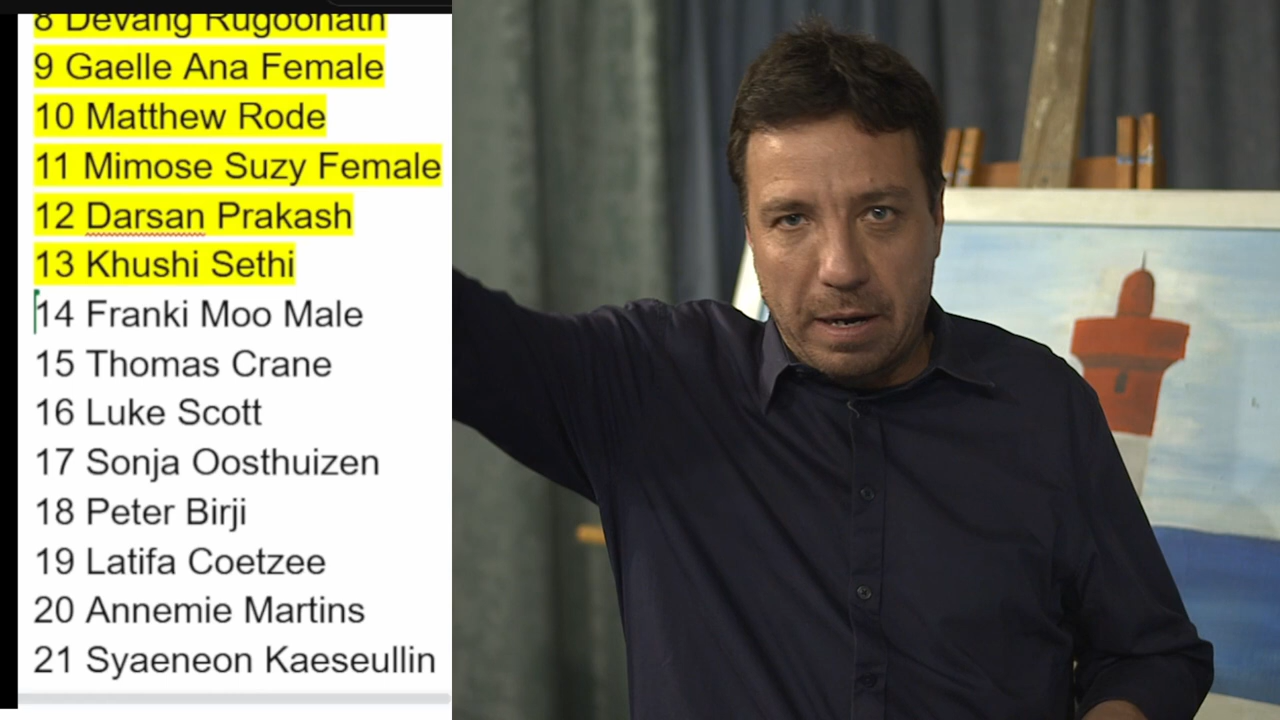 8 Devang Rugoonath
9 Gaelle Ana Female
10 Matthew Rode
11 Mimose Suzy Female
12 Darsan Prakash
13 Khushi Sethi
14 Franki Moo Male
15 Thomas Crane
16 Luke Scott
17 Sonja Oosthuizen
18 Peter Birji
19 Latifa Coetzee
20 Annemie Martins
21 Syaeneon Kaeseullin